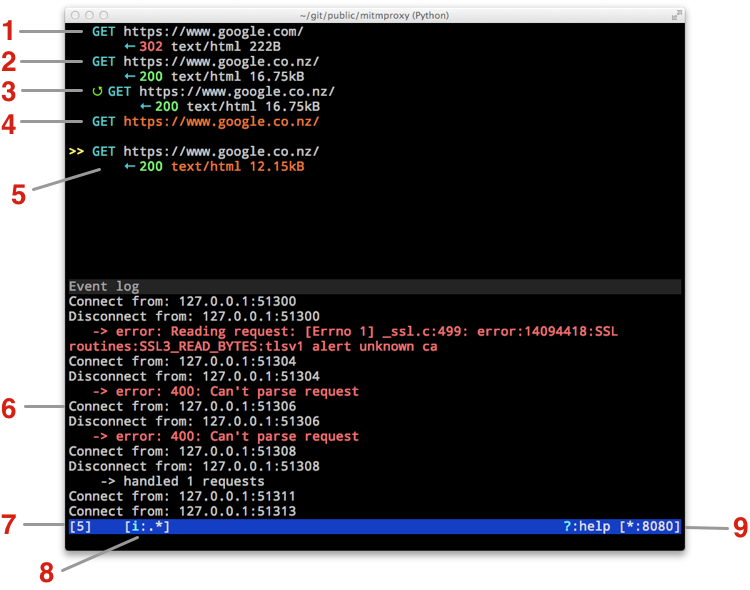 ~/git/public/mitmproxy (Python)
1 GET https://www.google.com/
← 302 text/html 222B
2 GET https://www.google.co.nz/
← 200 text/html 16.75kB
3 ↺ GET https://www.google.co.nz/
← 200 text/html 16.75kB
4 GET https://www.google.co.nz/
>> GET https://www.google.co.nz/
5 ← 200 text/html 12.15kB
Event log
Connect from: 127.0.0.1:51300
Disconnect from: 127.0.0.1:51300
-> error: Reading request: [Errno 1] _ssl.c:499: error:14094418:SSL
routines:SSL3_READ_BYTES:tlsv1 alert unknown ca
Connect from: 127.0.0.1:51304
Disconnect from: 127.0.0.1:51304
-> error: 400: Can't parse request
6 Connect from: 127.0.0.1:51306
Disconnect from: 127.0.0.1:51306
-> error: 400: Can't parse request
Connect from: 127.0.0.1:51308
Disconnect from: 127.0.0.1:51308
-> handled 1 requests
Connect from: 127.0.0.1:51311
Connect from: 127.0.0.1:51313
7 [5] [i:.*] ?:help [*:8080] 9
8